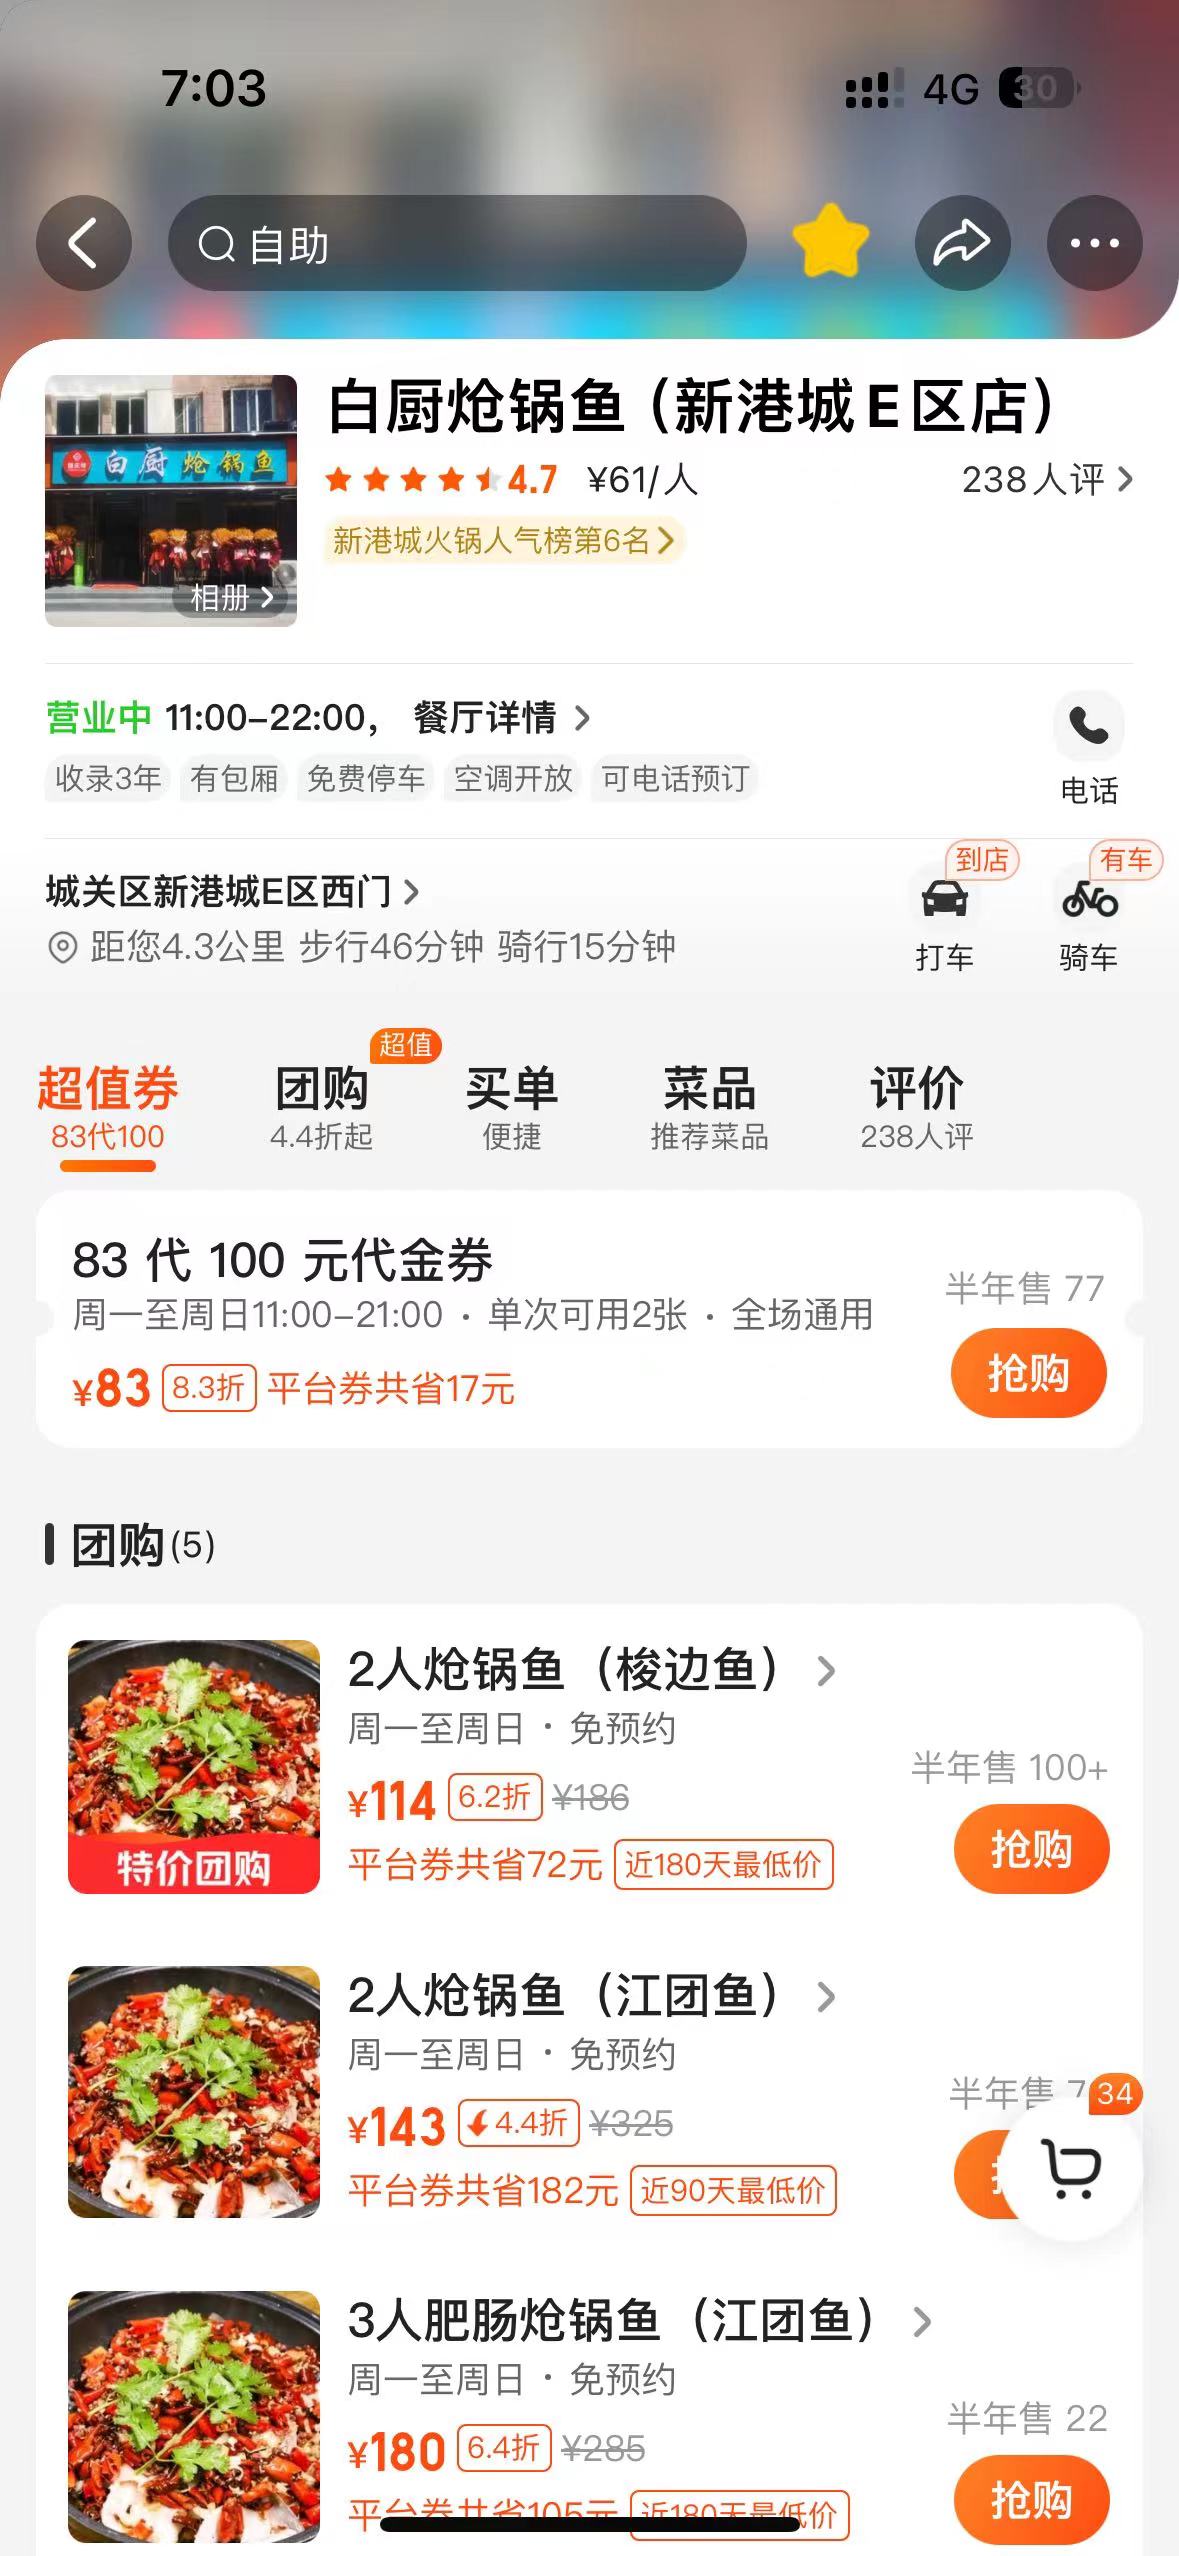 7:03
4G 30
自助
白厨炝锅鱼（新港城E区店）
4.7 ¥61/人 238人评
新港城火锅人气榜第6名
白厨炝锅鱼
相册
营业中 11:00-22:00， 餐厅详情
收录3年 有包厢 免费停车 空调开放 可电话预订
电话
城关区新港城E区西门
距您4.3公里 步行46分钟 骑行15分钟
到店
打车
有车
骑车
超值券
83代100
团购
超值
4.4折起
买单
便捷
菜品
推荐菜品
评价
238人评
83 代 100 元代金券
周一至周日11:00-21:00 · 单次可用2张 · 全场通用
¥83 8.3折 平台券共省17元
半年售 77
抢购
团购(5)
特价团购
2人炝锅鱼（梭边鱼）
周一至周日 · 免预约
¥114 6.2折 ¥186
平台券共省72元 近180天最低价
半年售 100+
抢购
2人炝锅鱼（江团鱼）
周一至周日 · 免预约
¥143 4.4折 ¥325
平台券共省182元 近90天最低价
半年售 7
34
3人肥肠炝锅鱼（江团鱼）
周一至周日 · 免预约
¥180 6.4折 ¥285
平台券共省105元 近180天最低价
半年售 22
抢购